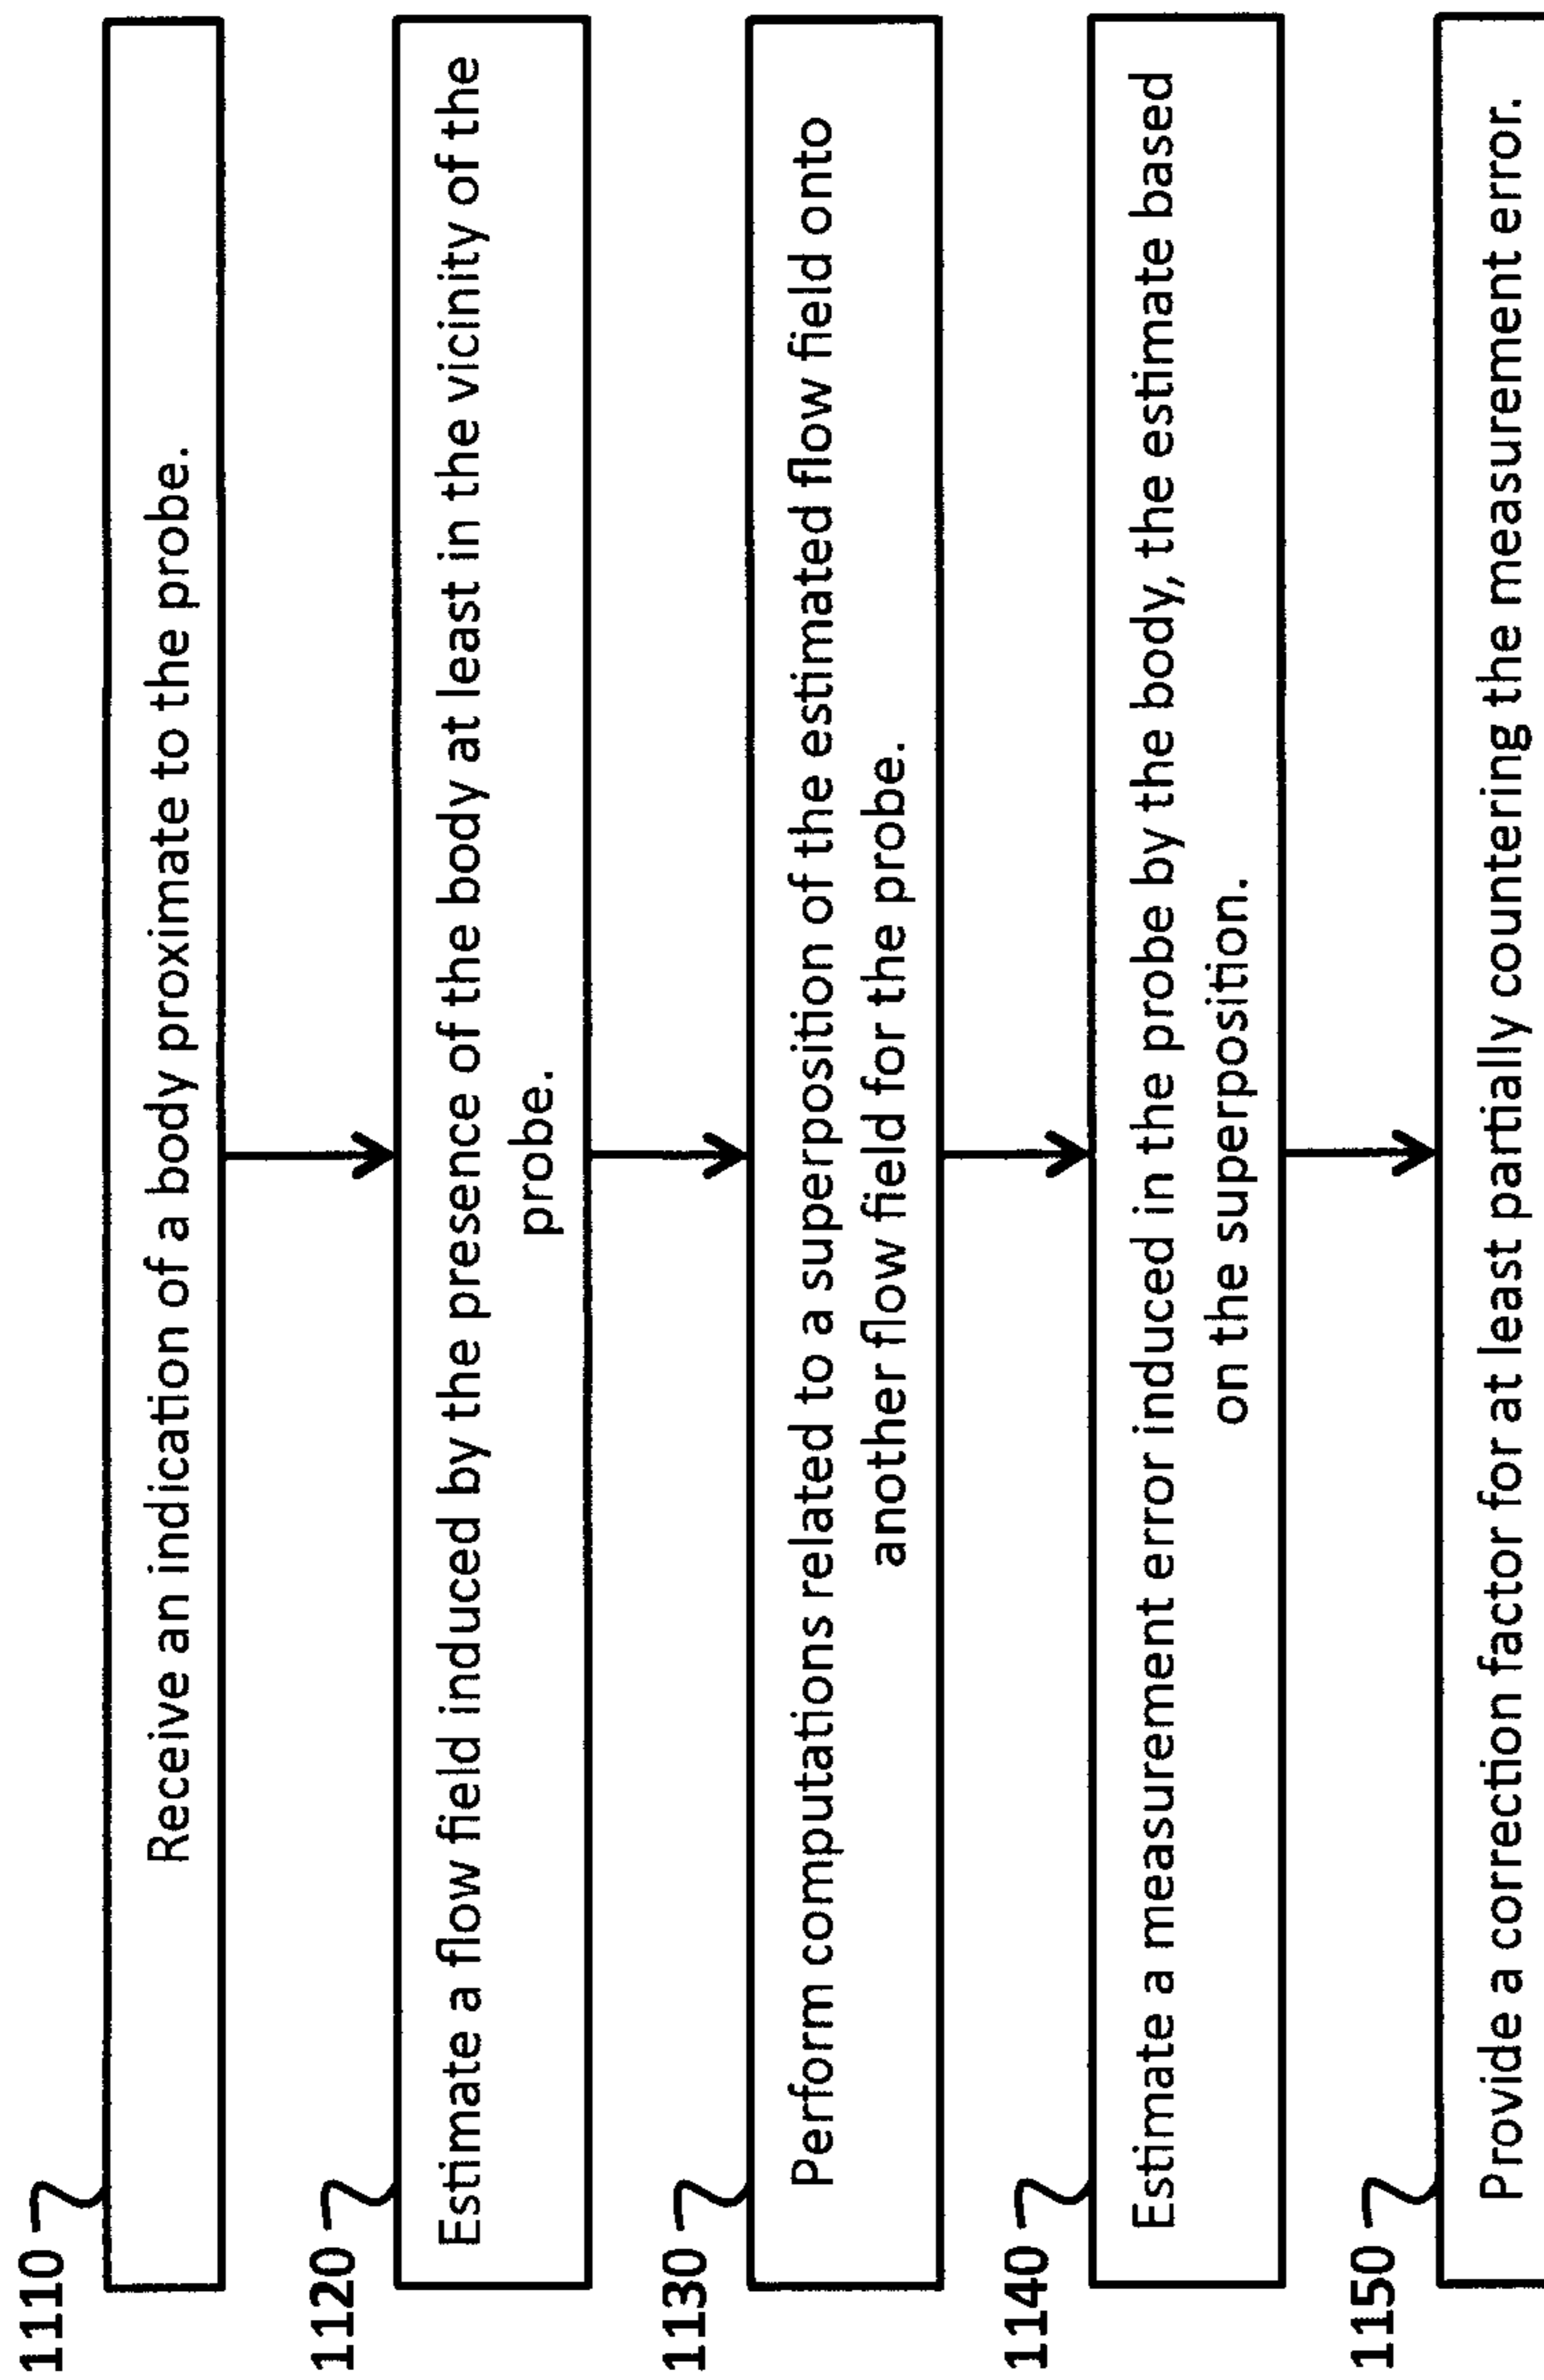 1110
Receive an indication of a body proximate to the probe.
1120
Estimate a flow field induced by the presence of the body at least in the vicinity of the
probe.
1130
Perform computations related to a superposition of the estimated flow field onto
another flow field for the probe.
1140
Estimate a measurement error induced in the probe by the body, the estimate based
on the superposition.
1150
Provide a correction factor for at least partially countering the measurement error.